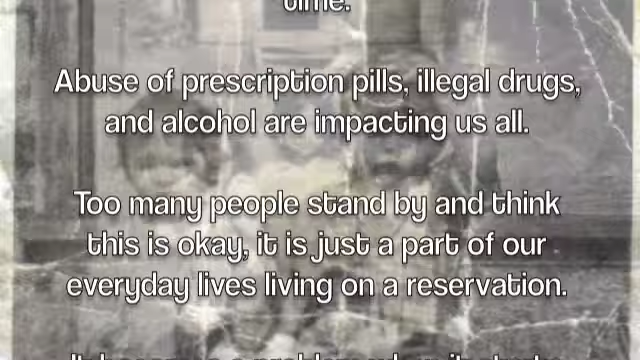 time.
Abuse of prescription pills, illegal drugs,
and alcohol are impacting us all.
Too many people stand by and think
this is okay, it is just a part of our
everyday lives living on a reservation.